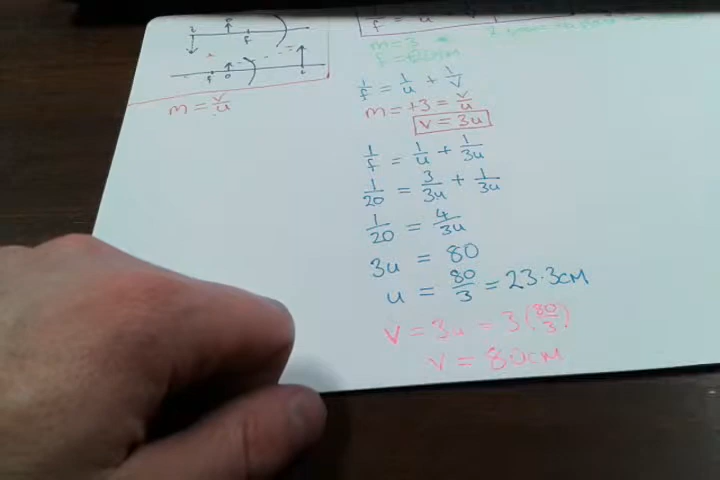 m = v/u
m = 3
1/f = 1/u + 1/v
m = +3 = v/u
v = 3u
1/f = 1/u + 1/3u
1/20 = 3/3u + 1/3u
1/20 = 4/3u
3u = 80
u = 80/3 = 23.3cm
v = 3u = 3(80/3)
v = 80cm